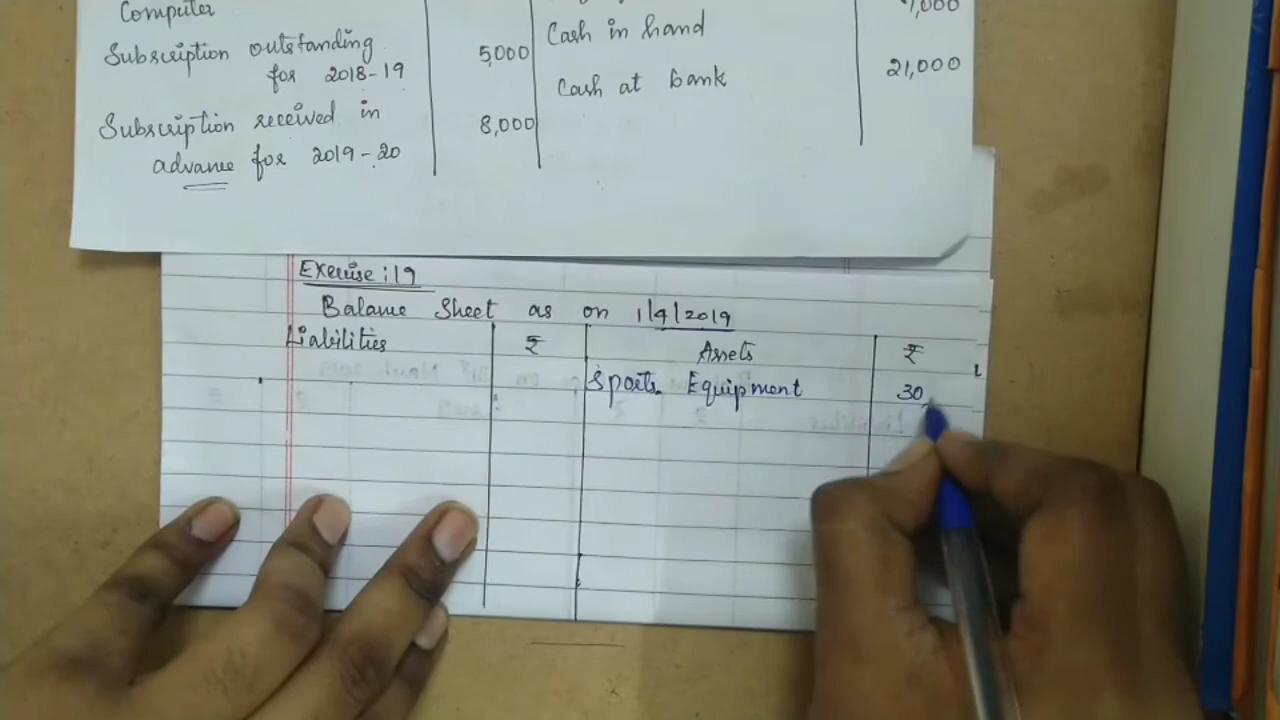 Computer
Subscription outstanding 5,000
for 2018-19
Subscription received in 8,000
advance for 2019-20
Cash in hand
Cash at bank 21,000
Exercise : 19
Balance Sheet as on 1/4/2019
Liabilities ₹ Assets ₹
Sports Equipment 30,